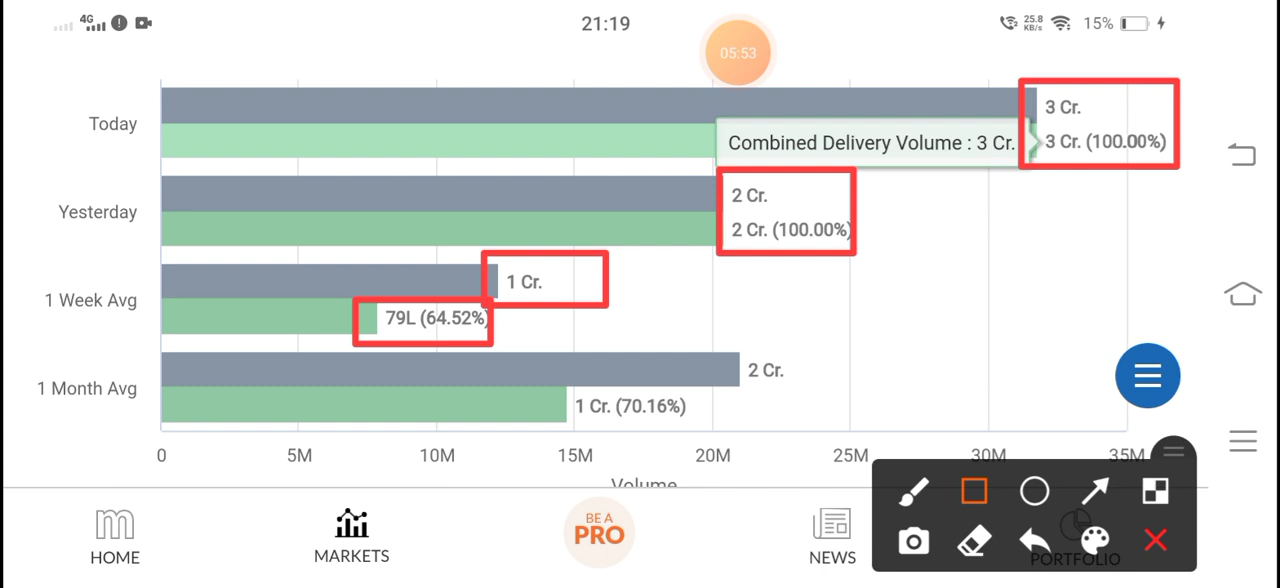 4G
21:19
25.8
KB/s
15%
05:53
Today
3 Cr.
Combined Delivery Volume : 3 Cr.
3 Cr. (100.00%)
Yesterday
2 Cr.
2 Cr. (100.00%)
1 Week Avg
1 Cr.
79L (64.52%)
1 Month Avg
2 Cr.
1 Cr. (70.16%)
0
5M
10M
15M
20M
25M
30M
35M
Volume
m
HOME
MARKETS
BE A
PRO
NEWS
PORTFOLIO